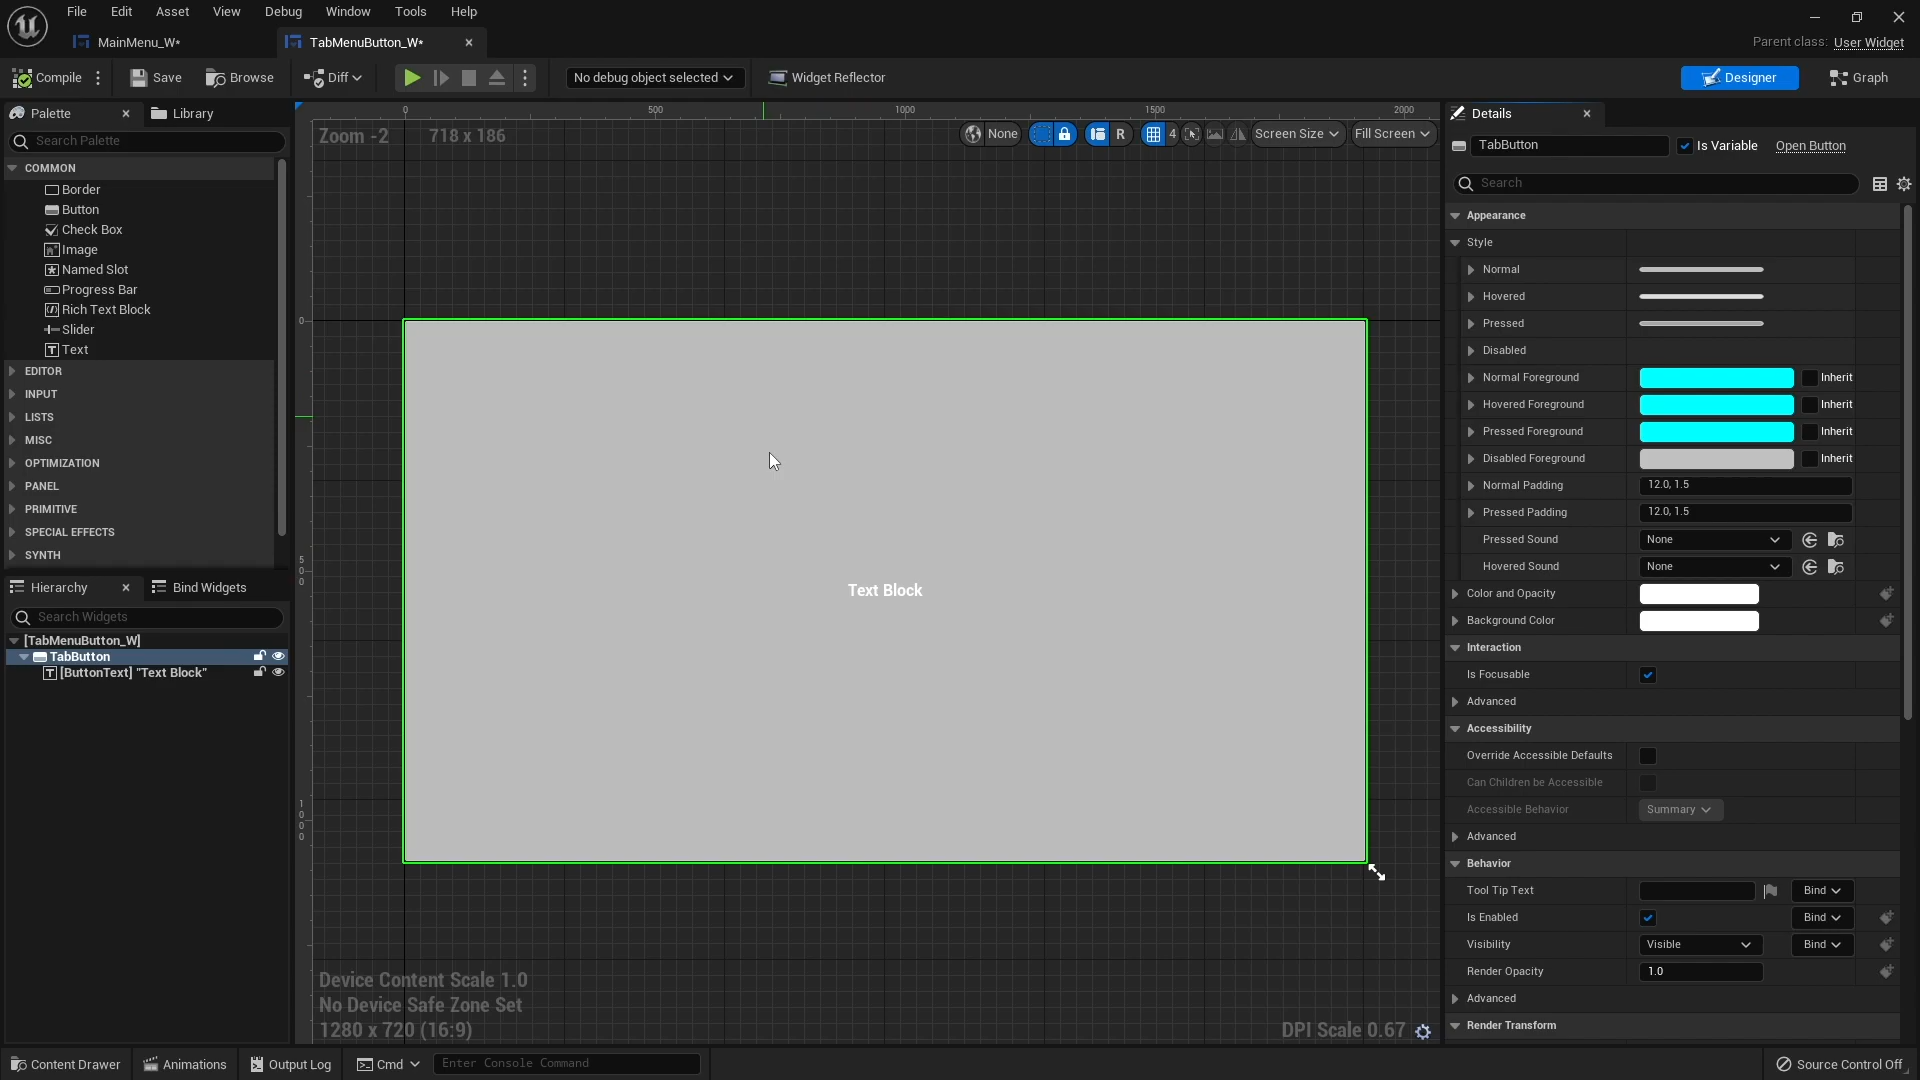 File Edit Asset View Debug Window Tools Help
MainMenu_W*
TabMenuButton_W*
Parent class: User Widget
Compile
Save
Browse
Diff
No debug object selected
Widget Reflector
Designer
Graph
Palette
Library
Search Palette
COMMON
Border
Button
Check Box
Image
Named Slot
Progress Bar
Rich Text Block
Slider
Text
EDITOR
INPUT
LISTS
MISC
OPTIMIZATION
PANEL
PRIMITIVE
SPECIAL EFFECTS
SYNTH
Hierarchy
Bind Widgets
Search Widgets
[TabMenuButton_W]
TabButton
[ButtonText] "Text Block"
0 500 1000 1500 2000
Zoom -2
718 x 186
None
R
4
Screen Size
Fill Screen
0
500
1000
Text Block
Device Content Scale 1.0
No Device Safe Zone Set
1280 x 720 (16:9)
DPI Scale 0.67
Details
TabButton
Is Variable
Open Button
Search
Appearance
Style
Normal
Hovered
Pressed
Disabled
Normal Foreground
Inherit
Hovered Foreground
Inherit
Pressed Foreground
Inherit
Disabled Foreground
Inherit
Normal Padding
12.0, 1.5
Pressed Padding
12.0, 1.5
Pressed Sound
None
Hovered Sound
None
Color and Opacity
Background Color
Interaction
Is Focusable
Advanced
Accessibility
Override Accessible Defaults
Can Children be Accessible
Accessible Behavior
Summary
Advanced
Behavior
Tool Tip Text
Bind
Is Enabled
Bind
Visibility
Visible
Bind
Render Opacity
1.0
Advanced
Render Transform
Content Drawer
Animations
Output Log
Cmd
Enter Console Command
Source Control Off